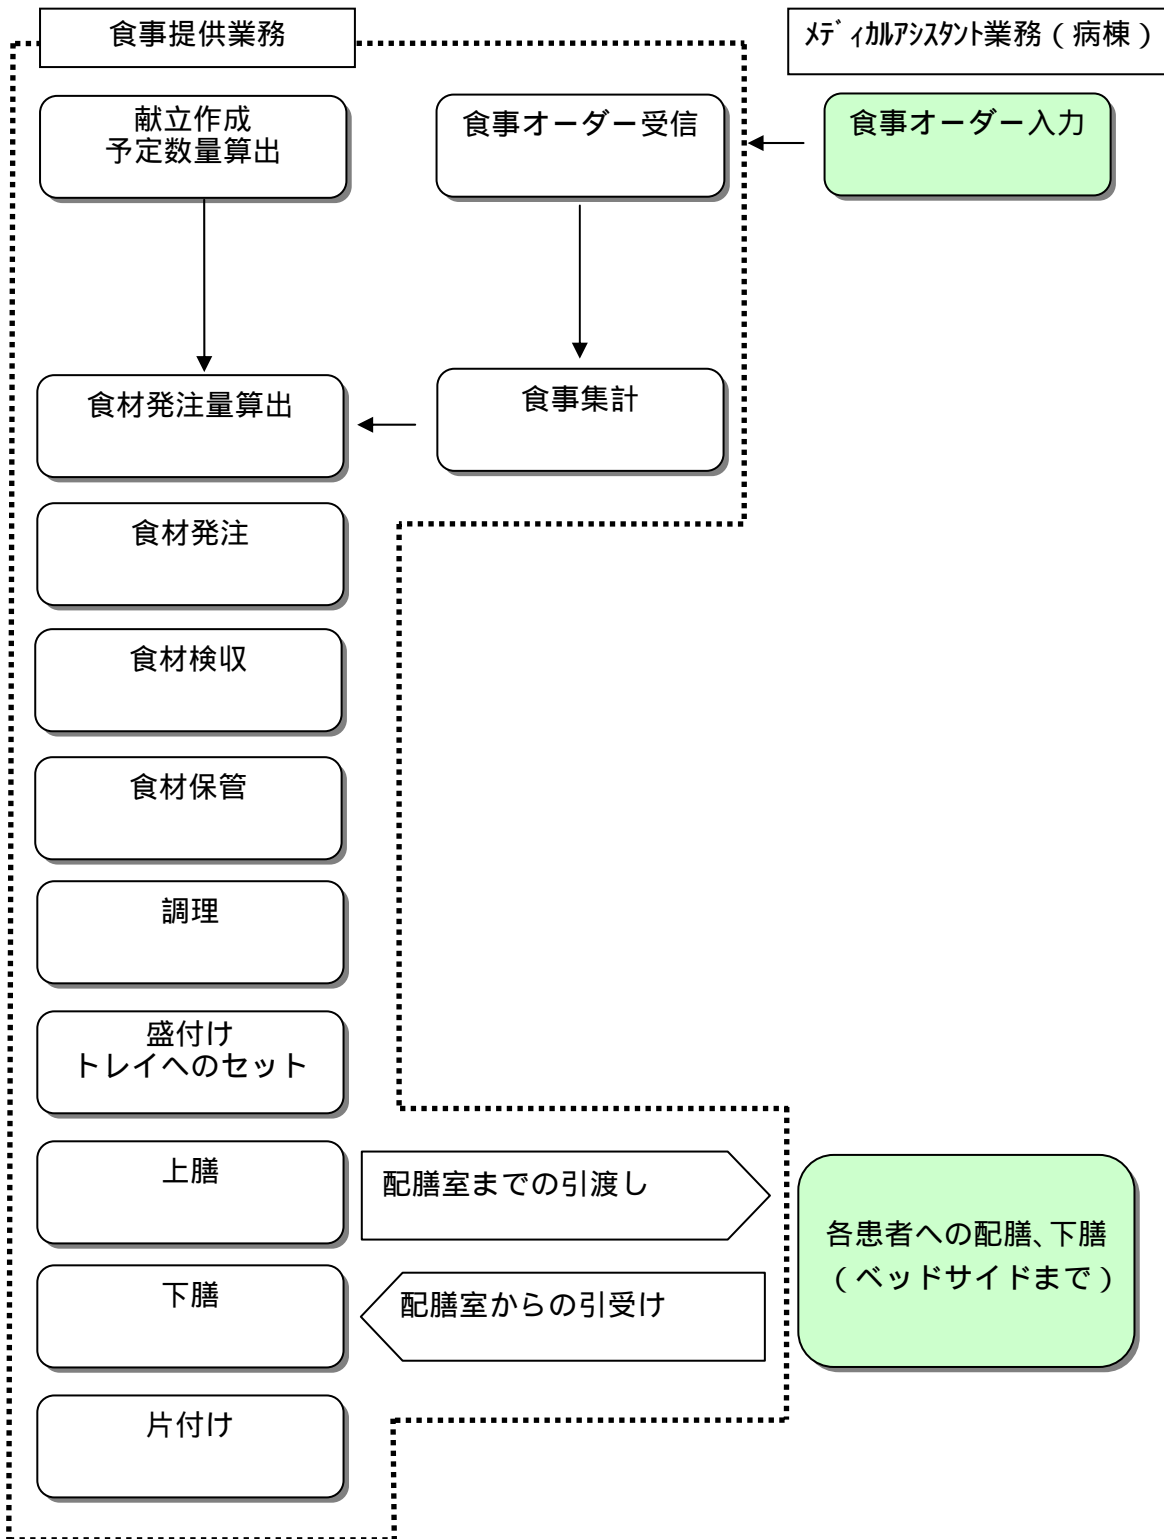 食事提供業務
メディカルアシスタント業務（病棟）
献立作成
予定数量算出
食事オーダー受信
食事オーダー入力
食材発注量算出
食事集計
食材発注
食材検収
食材保管
調理
盛付け
トレイへのセット
上膳
配膳室までの引渡し
各患者への配膳、下膳
（ベッドサイドまで）
下膳
配膳室からの引受け
片付け